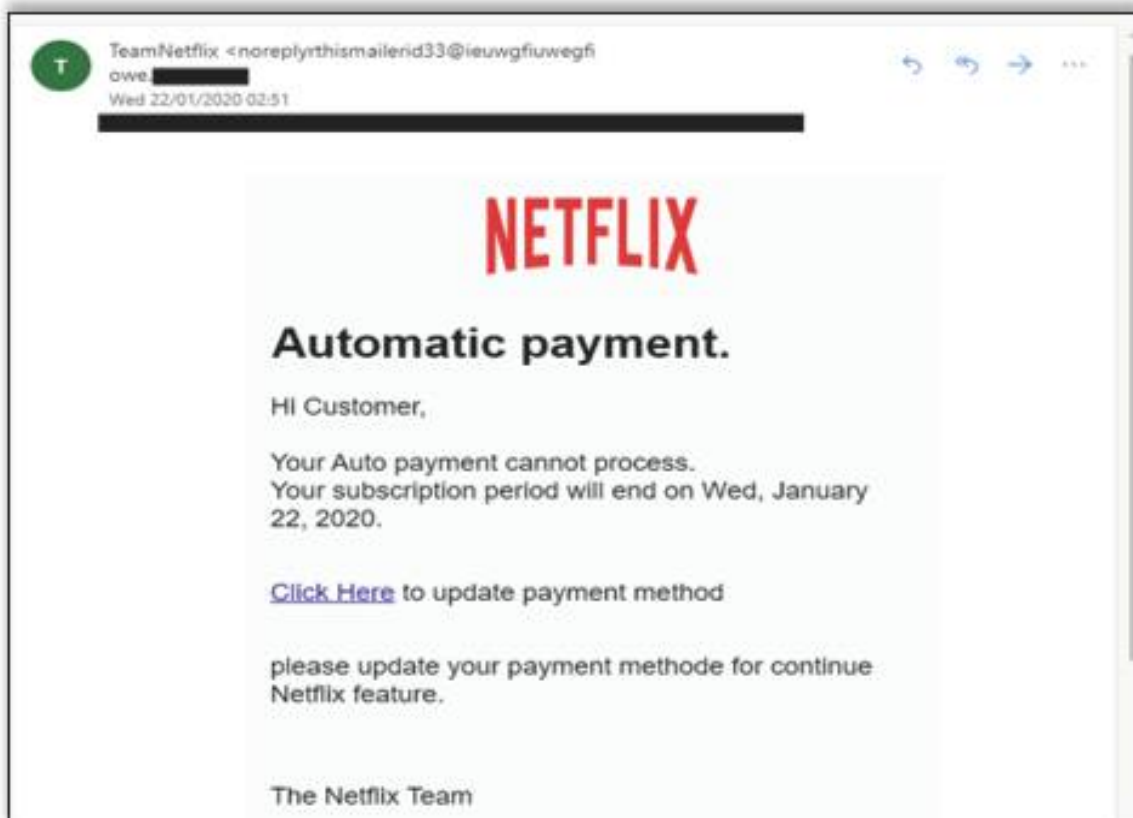 T
TeamNetflix <noreplyrthismailerid33@ieuwgfiuwegfi
owe.
Wed 22/01/2020 02:51
NETFLIX
Automatic payment.
Hi Customer,
Your Auto payment cannot process.
Your subscription period will end on Wed, January
22, 2020.
Click Here to update payment method
please update your payment methode for continue
Netflix feature.
The Netflix Team